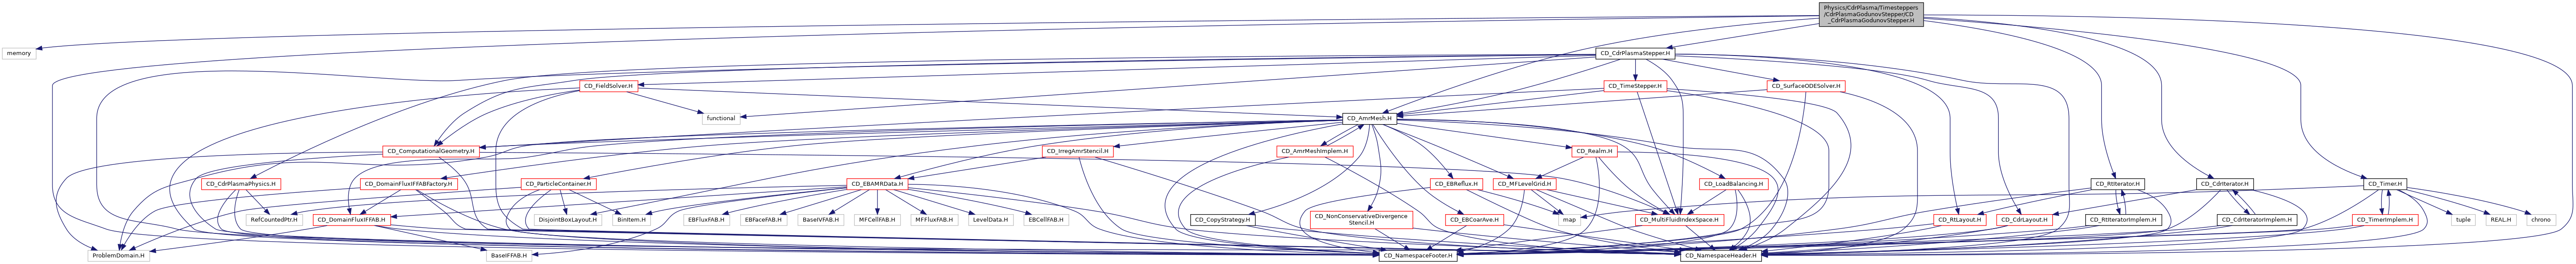 Physics/CdrPlasma/Timesteppers
/CdrPlasmaGodunovStepper/CD
_CdrPlasmaGodunovStepper.H
memory
CD_CdrPlasmaStepper.H
CD_FieldSolver.H
CD_TimeStepper.H
CD_SurfaceODESolver.H
functional
CD_AmrMesh.H
CD_ComputationalGeometry.H
CD_IrregAmrStencil.H
CD_AmrMeshImplem.H
CD_Realm.H
CD_CdrPlasmaPhysics.H
CD_DomainFluxIFFABFactory.H
CD_ParticleContainer.H
CD_EBAMRData.H
CD_EBReflux.H
CD_MFLevelGrid.H
CD_LoadBalancing.H
CD_RtIterator.H
CD_CdrIterator.H
CD_Timer.H
RefCountedPtr.H
CD_DomainFluxIFFAB.H
DisjointBoxLayout.H
BinItem.H
EBFluxFAB.H
EBFaceFAB.H
BaseIVFAB.H
MFCellFAB.H
MFFluxFAB.H
LevelData.H
EBCellFAB.H
CD_CopyStrategy.H
CD_NonConservativeDivergence
Stencil.H
CD_EBCoarAve.H
map
CD_MultiFluidIndexSpace.H
CD_RtLayout.H
CD_CdrLayout.H
CD_RtIteratorImplem.H
CD_CdrIteratorImplem.H
CD_TimerImplem.H
tuple
REAL.H
chrono
ProblemDomain.H
BaseIFFAB.H
CD_NamespaceFooter.H
CD_NamespaceHeader.H